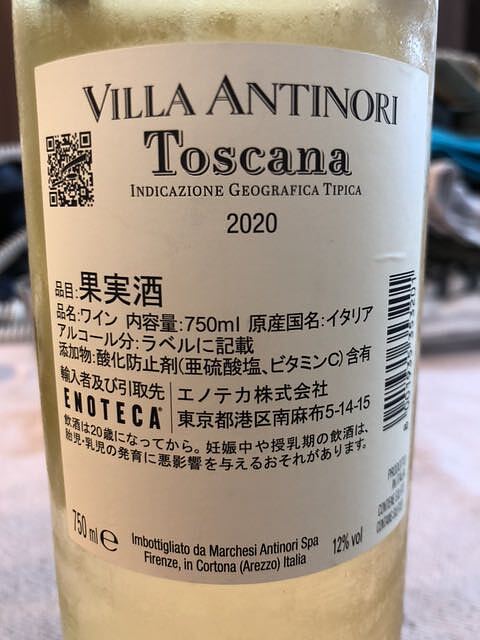 VILLA ANTINORI
Toscana
INDICAZIONE GEOGRAFICA TIPICA
2020
品目:果実酒
品名:ワイン 内容量:750ml 原産国名:イタリア
アルコール分:ラベルに記載
添加物:酸化防止剤(亜硫酸塩、ビタミンC)含有
輸入者及び引取先 エノテカ株式会社
ENOTECA 東京都港区南麻布5-14-15
飲酒は20歳になってから。妊娠中や授乳期の飲酒は、
胎児・乳児の発育に悪影響を与えるおそれがあります。
750 ml e
Imbottigliato da Marchesi Antinori Spa
Firenze, in Cortona (Arezzo) Italia
12% vol